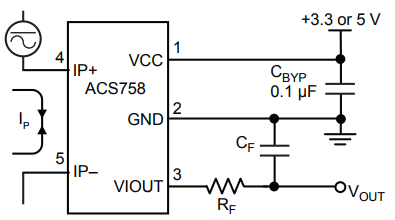 +3.3 or 5 V
4
IP+
VCC
1
ACS758
CBYP
0.1 µF
GND
2
IP
CF
5
IP–
VIOUT
3
RF
VOUT